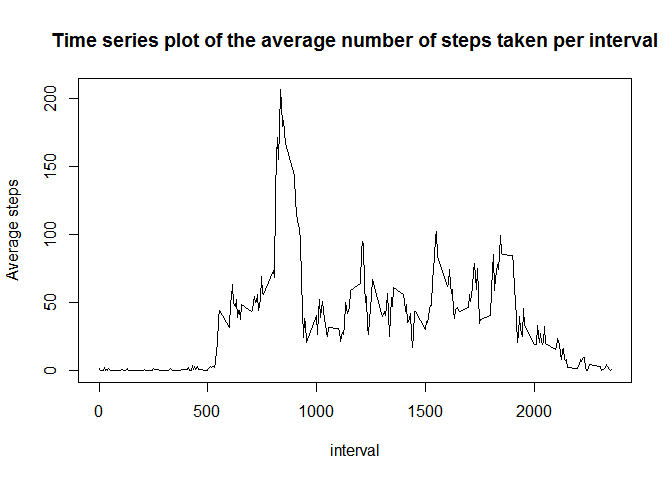 Time series plot of the average number of steps taken per interval
Average steps
200
150
100
50
0
0 500 1000 1500 2000
interval